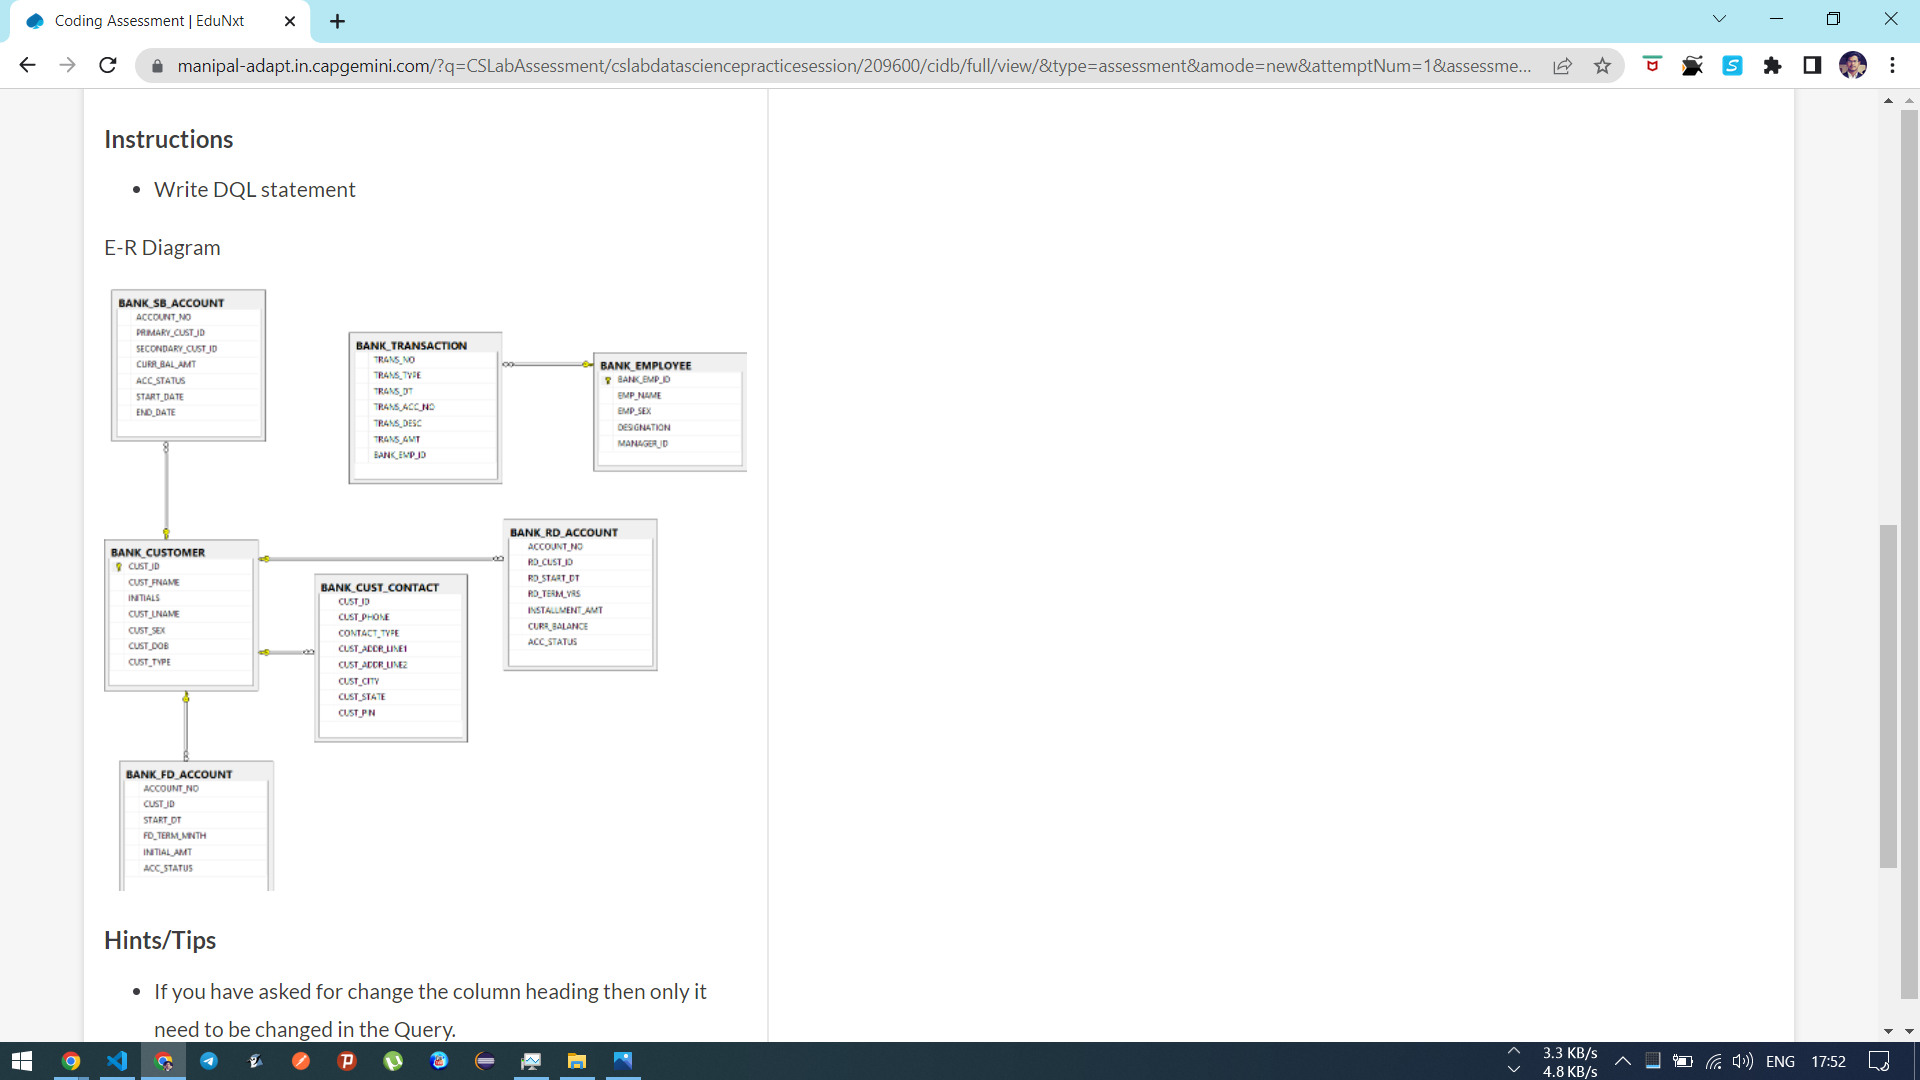 Coding Assessment | EduNxt
manipal-adapt.in.capgemini.com/?q=CSLabAssessment/cslabdatasciencepracticesession/209600/cidb/full/view/&type=assessment&amode=new&attemptNum=1&assessme...
Instructions
• Write DQL statement
E-R Diagram
BANK_SB_ACCOUNT
ACCOUNT_NO
PRIMARY_CUST_ID
SECONDARY_CUST_ID
CURR_BAL_AMT
ACC_STATUS
START_DATE
END_DATE
BANK_TRANSACTION
TRANS_NO
TRANS_TYPE
TRANS_DT
TRANS_ACC_NO
TRANS_DESC
TRANS_AMT
BANK_EMP_ID
BANK_EMPLOYEE
BANK_EMP_ID
EMP_NAME
EMP_SEX
DESIGNATION
MANAGER_ID
BANK_CUSTOMER
CUST_ID
CUST_FNAME
INITIALS
CUST_LNAME
CUST_SEX
CUST_DOB
CUST_TYPE
BANK_CUST_CONTACT
CUST_ID
CUST_PHONE
CONTACT_TYPE
CUST_ADDR_LINE1
CUST_ADDR_LINE2
CUST_CITY
CUST_STATE
CUST_PIN
BANK_RD_ACCOUNT
ACCOUNT_NO
RD_CUST_ID
RD_START_DT
RD_TERM_YRS
INSTALLMENT_AMT
CURR_BALANCE
ACC_STATUS
BANK_FD_ACCOUNT
ACCOUNT_NO
CUST_ID
START_DT
FD_TERM_MNTH
INITIAL_AMT
ACC_STATUS
Hints/Tips
• If you have asked for change the column heading then only it
need to be changed in the Query.
3.3 KB/s
4.8 KB/s
ENG
17:52